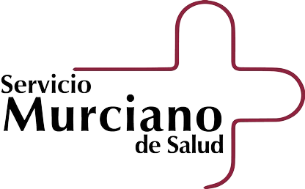 Servicio
Murciano
de Salud